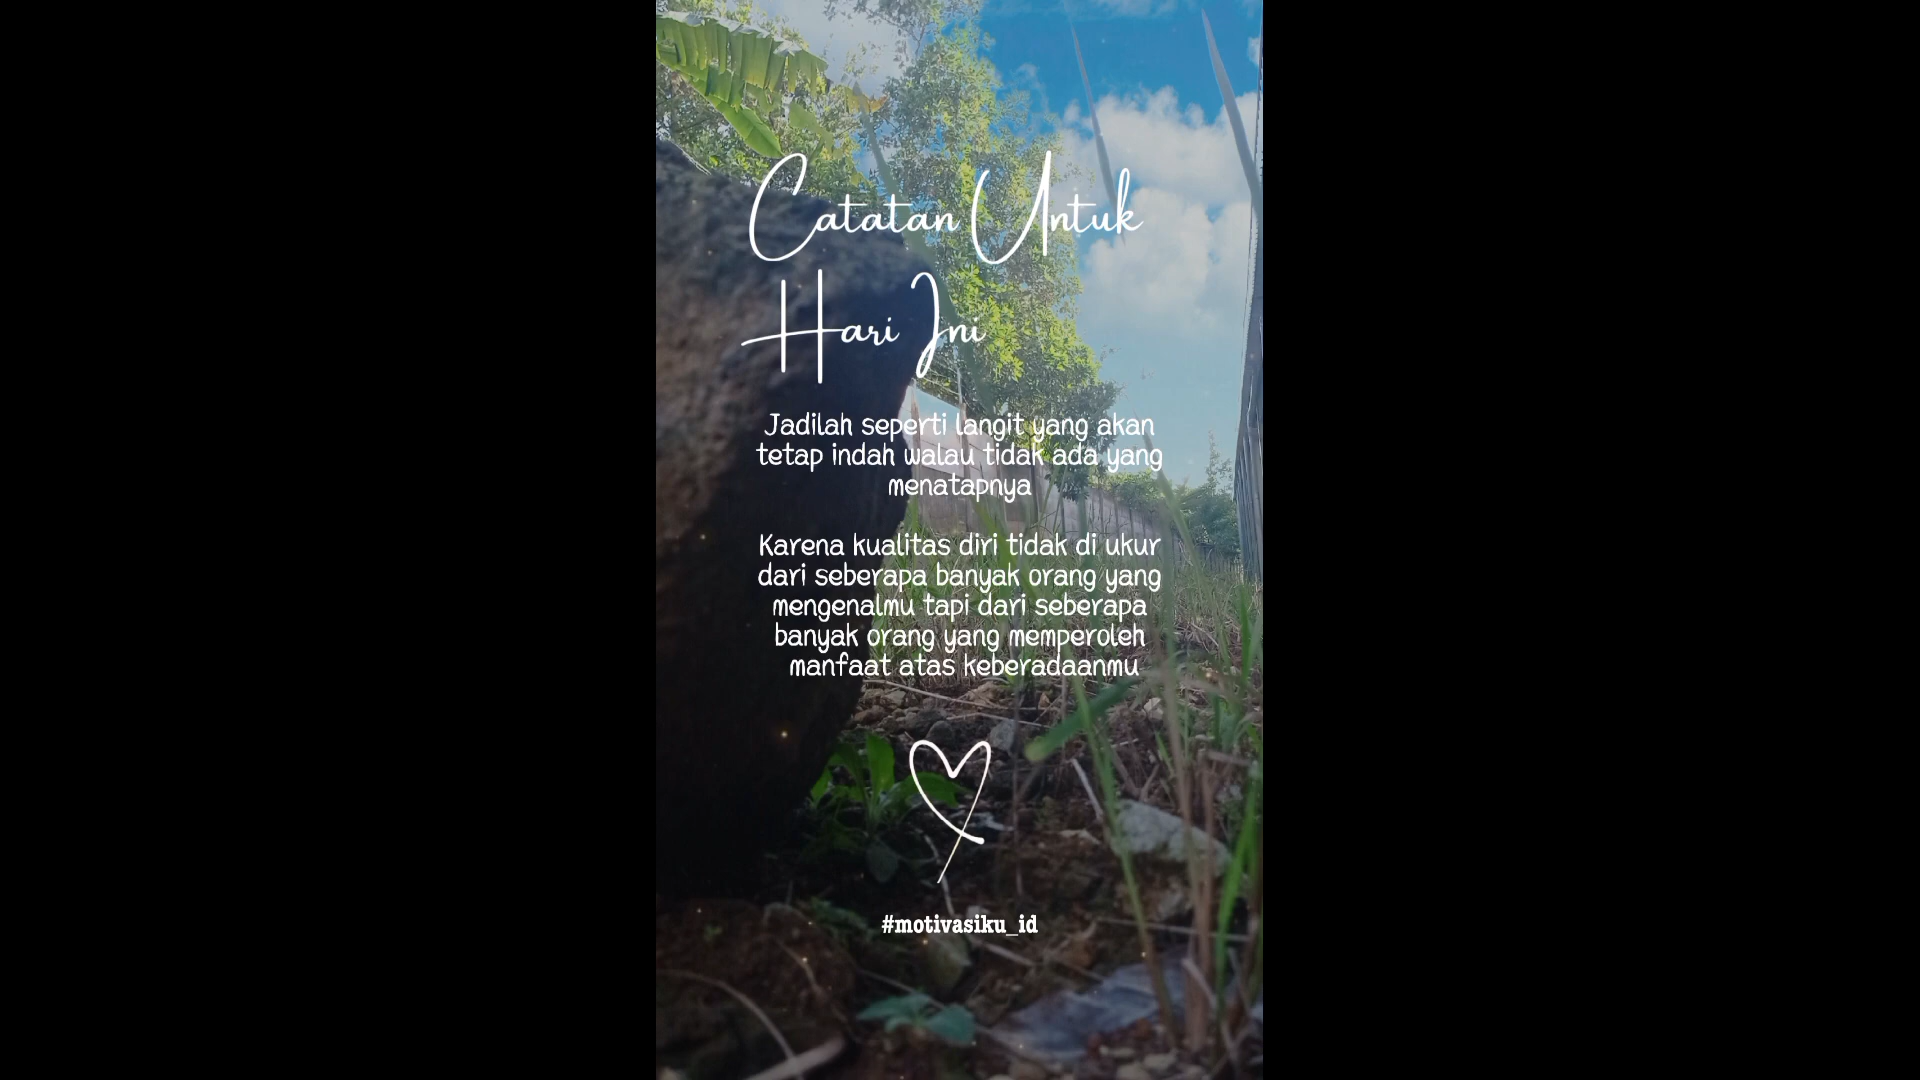 Catatan Untuk
Hari Ini
Jadilah seperti langit yang akan
tetap indah walau tidak ada yang
menatapnya
Karena kualitas diri tidak di ukur
dari seberapa banyak orang yang
mengenalmu tapi dari seberapa
banyak orang yang memperoleh
manfaat atas keberadaanmu
#motivasiku_id